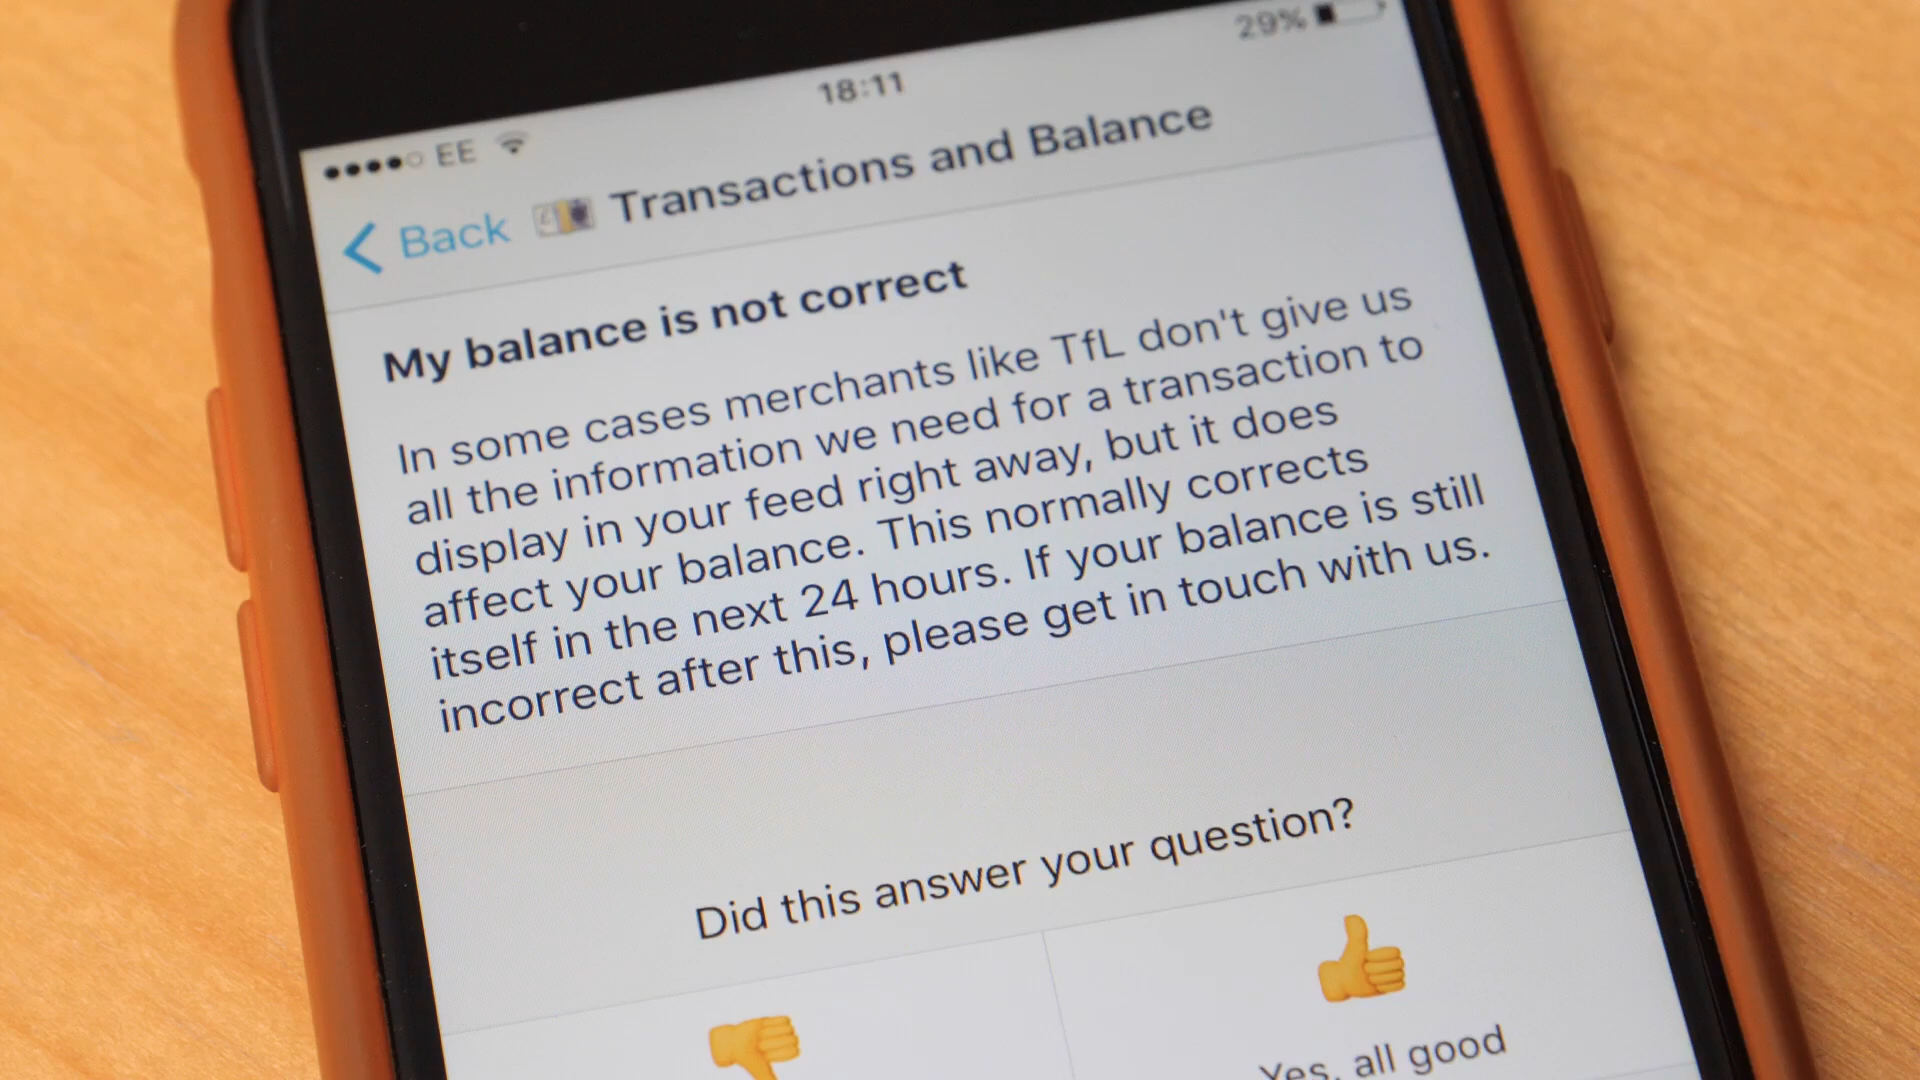 29%
18:11
EE
Back Transactions and Balance
My balance is not correct
In some cases merchants like TfL don't give us
all the information we need for a transaction to
display in your feed right away, but it does
affect your balance. This normally corrects
itself in the next 24 hours. If your balance is still
incorrect after this, please get in touch with us.
Did this answer your question?
Yes, all good